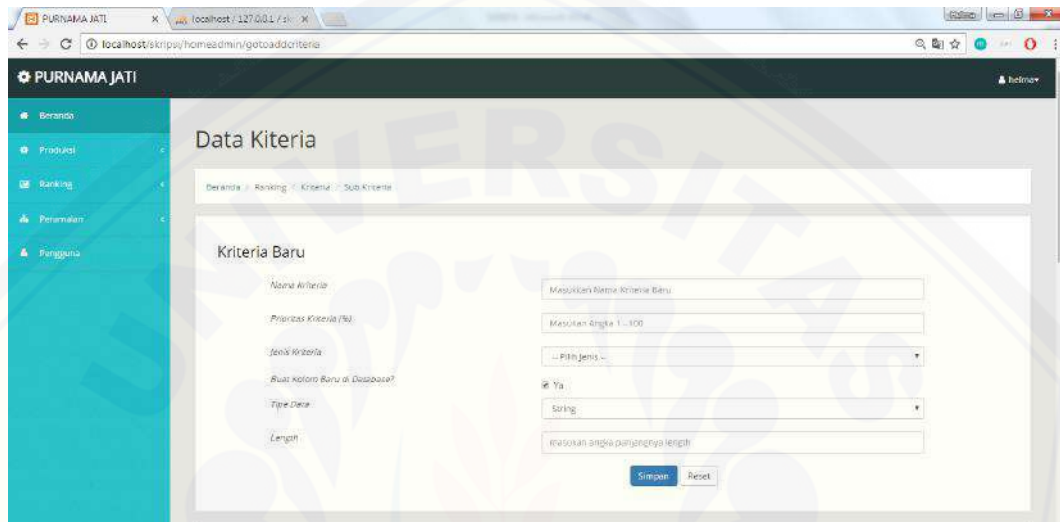 PURNAMA JATI
localhost / 127.0.0.1 / sk
localhost/skripsi/homeadmin/gotoaddcriteria
PURNAMA JATI
helma
Beranda
Produksi
Ranking
Peramalan
Pengguna
Data Kiteria
Beranda / Ranking / Kriteria / Sub Kriteria
Kriteria Baru
Nama Kriteria
Masukkan Nama Kriteria Baru
Prioritas Kriteria (%)
Masukan Angka 1 - 100
Jenis Kriteria
-- Pilih Jenis --
Buat Kolom Baru di Database?
Ya
Tipe Data
String
Length
masukan angka panjangnya length
Simpan Reset
UNIVERSITAS